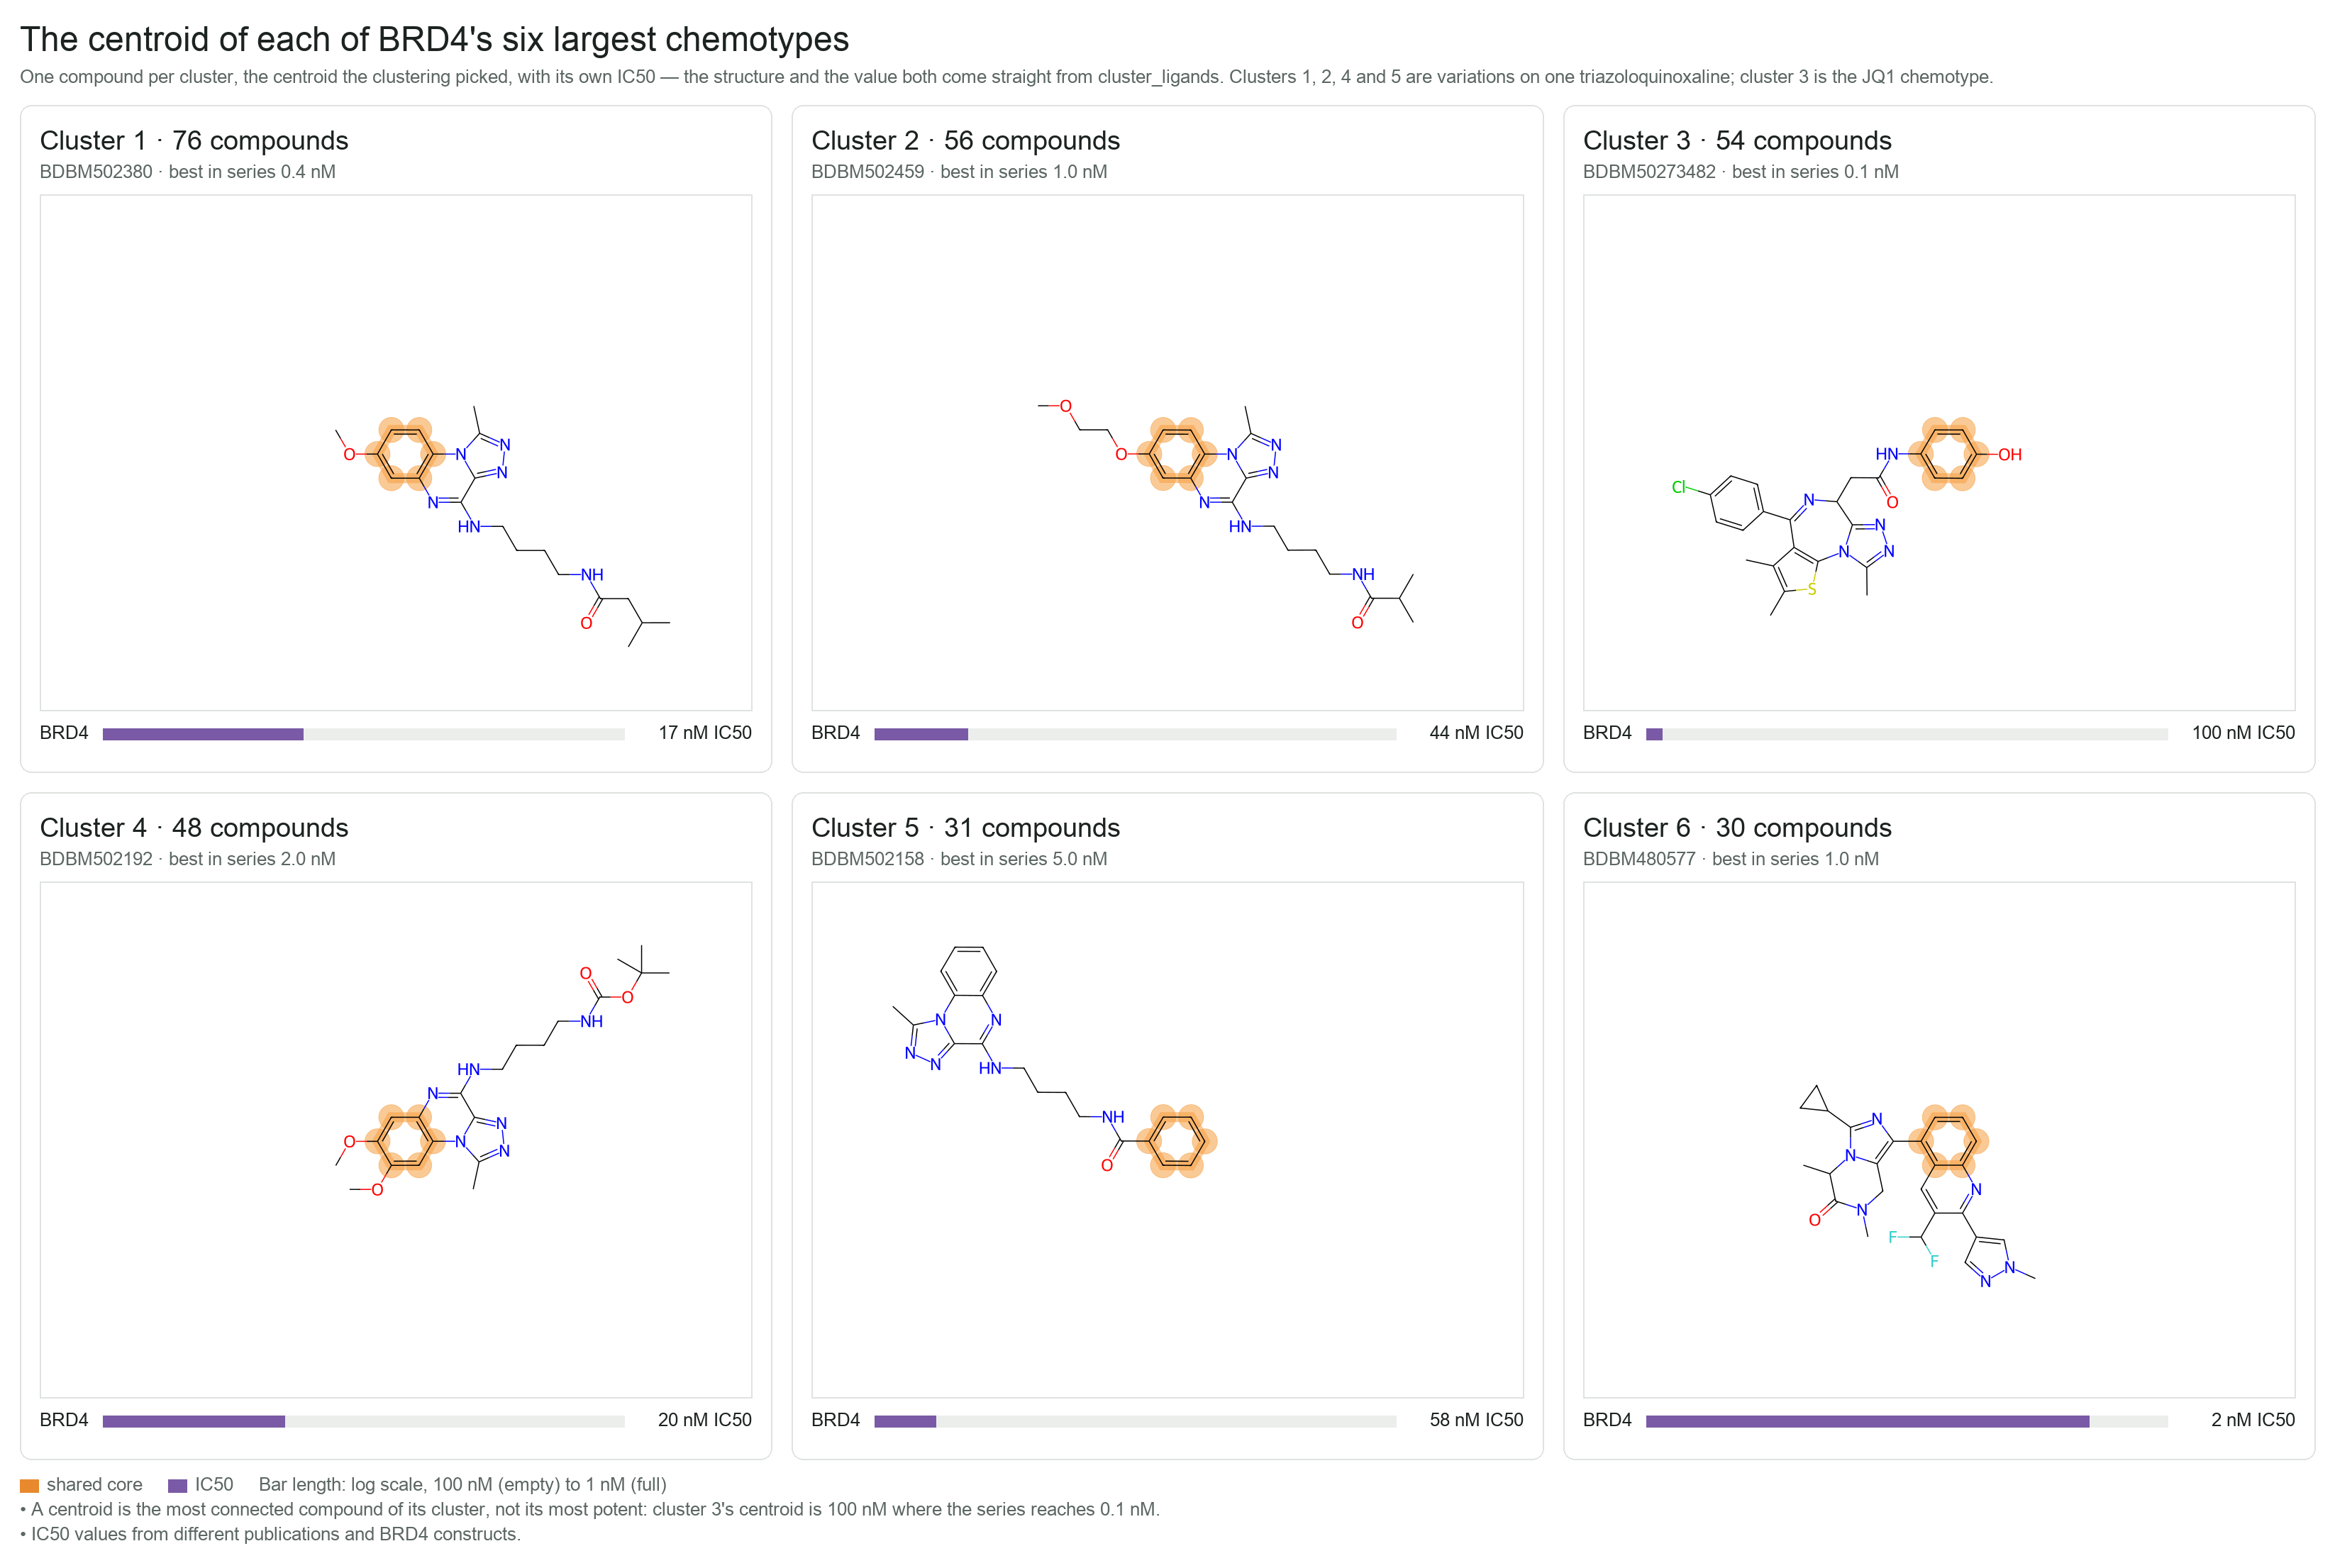 The centroid of each of BRD4's six largest chemotypes
One compound per cluster, the centroid the clustering picked, with its own IC50 — the structure and the value both come straight from cluster_ligands. Clusters 1, 2, 4 and 5 are variations on one triazoloquinoxaline; cluster 3 is the JQ1 chemotype.
Cluster 1 · 76 compounds
BDBM502380 · best in series 0.4 nM
O
N
N
N
N
HN
NH
O
BRD4
17 nM IC50
Cluster 2 · 56 compounds
BDBM502459 · best in series 1.0 nM
O
O
N
N
N
N
HN
NH
O
BRD4
44 nM IC50
Cluster 3 · 54 compounds
BDBM50273482 · best in series 0.1 nM
HN
OH
Cl
N
O
N
N
N
S
BRD4
100 nM IC50
Cluster 4 · 48 compounds
BDBM502192 · best in series 2.0 nM
O
O
NH
HN
N
N
O
N
N
O
BRD4
20 nM IC50
Cluster 5 · 31 compounds
BDBM502158 · best in series 5.0 nM
N
N
N
N
HN
NH
O
BRD4
58 nM IC50
Cluster 6 · 30 compounds
BDBM480577 · best in series 1.0 nM
N
N
N
N
O
F
F
N
N
BRD4
2 nM IC50
shared core
IC50
Bar length: log scale, 100 nM (empty) to 1 nM (full)
• A centroid is the most connected compound of its cluster, not its most potent: cluster 3's centroid is 100 nM where the series reaches 0.1 nM.
• IC50 values from different publications and BRD4 constructs.